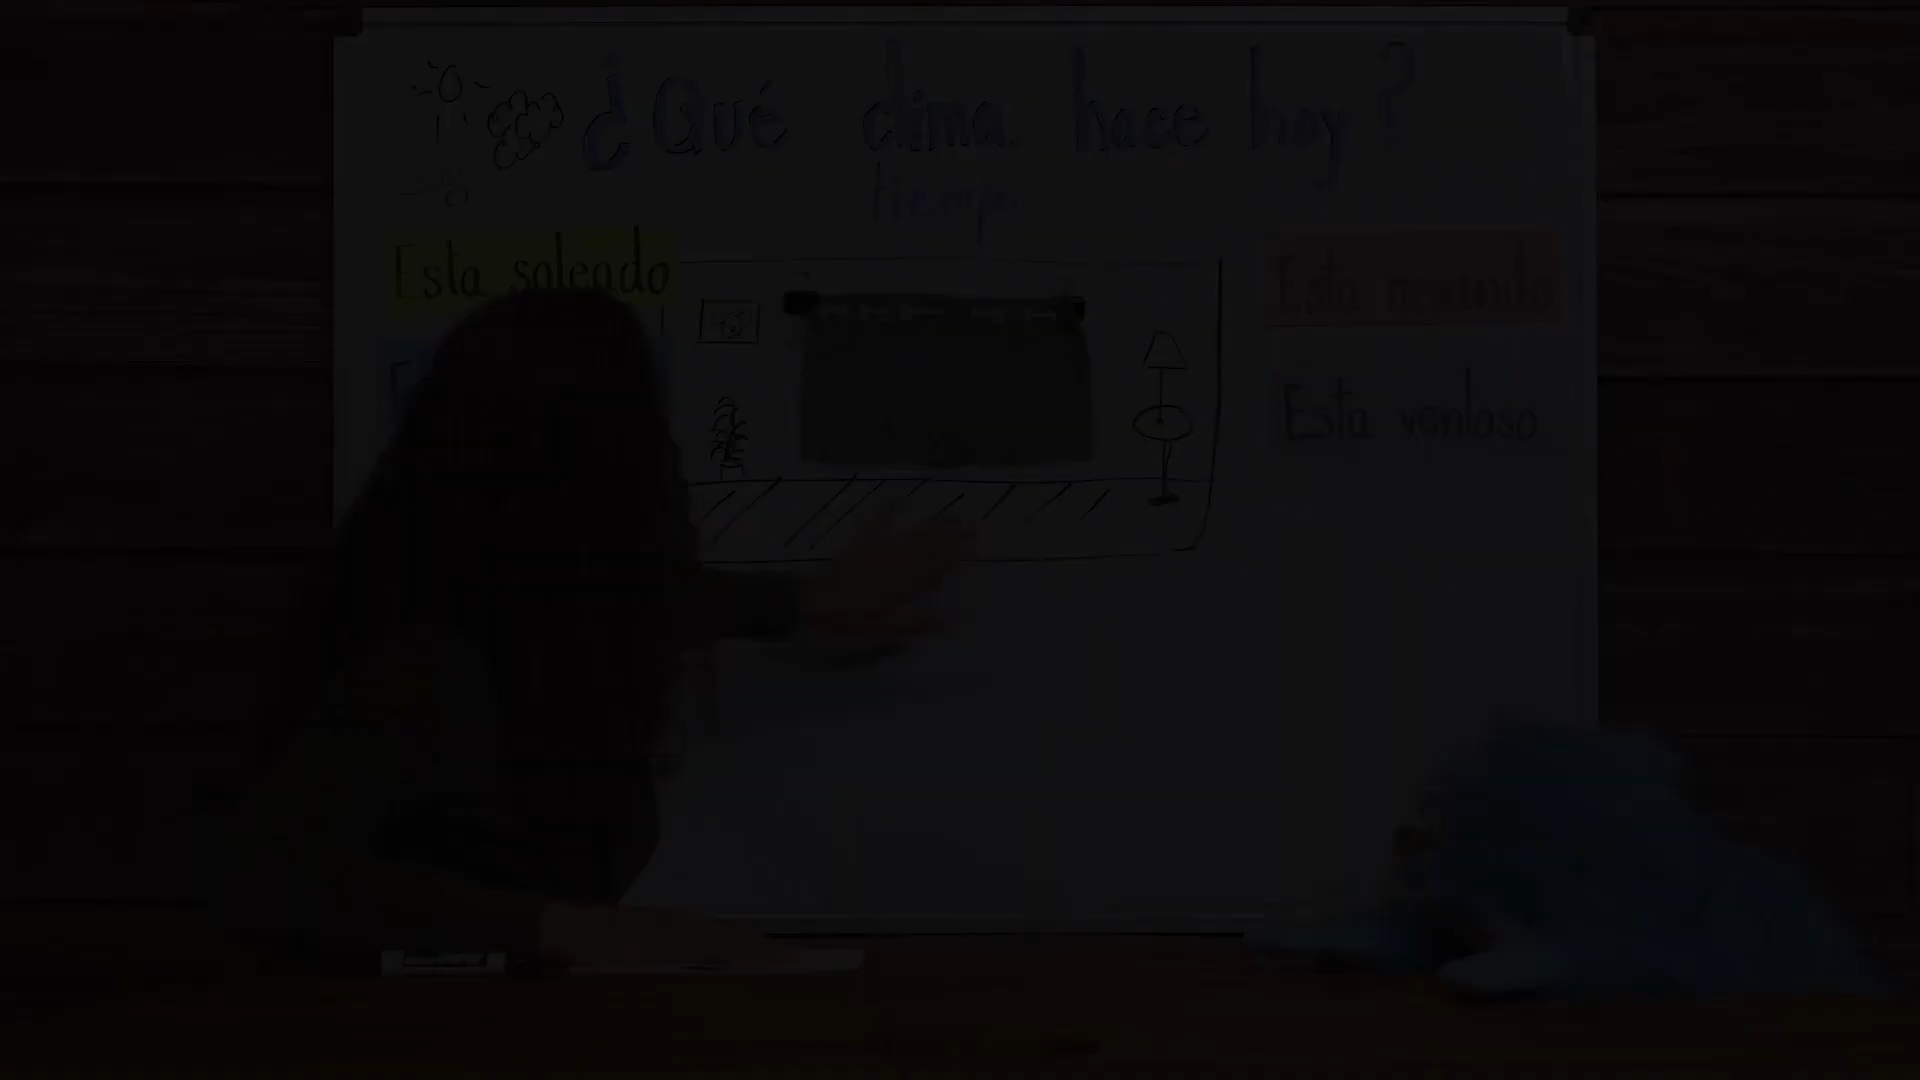 ¿Qué clima hace hoy?
tiempo
Esta soleado
Esta nevando
Esta ventoso